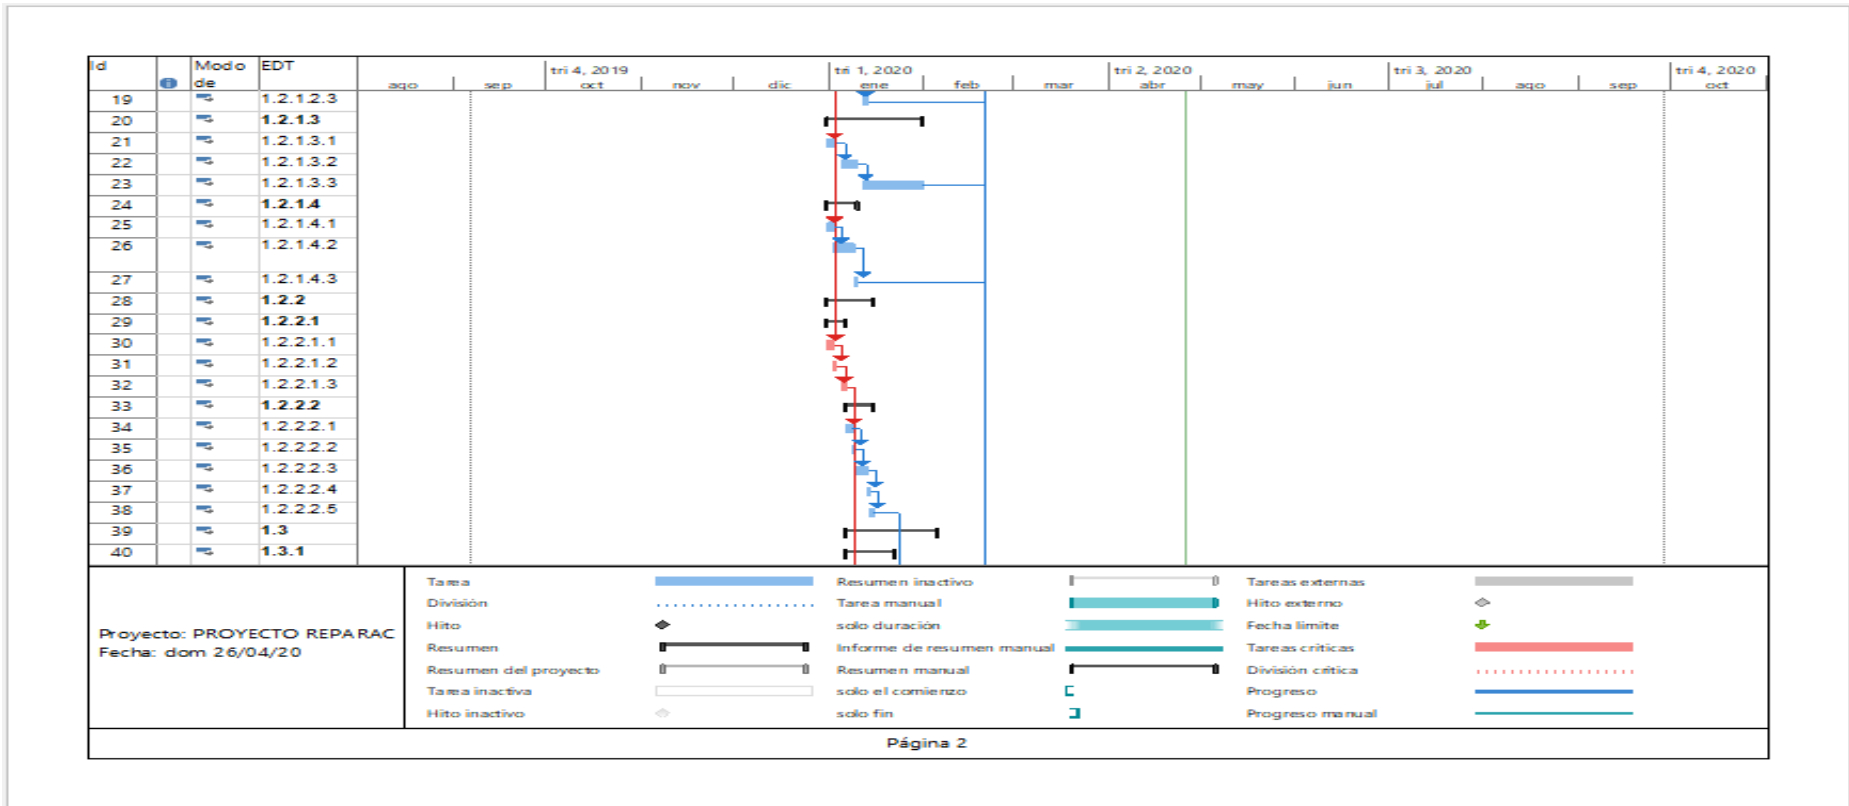 Id Modo de EDT
tri 4, 2019 tri 1, 2020 tri 2, 2020 tri 3, 2020 tri 4, 2020
ago sep oct nov dic ene feb mar abr may jun jul ago sep oct
19 1.2.1.2.3
20 1.2.1.3
21 1.2.1.3.1
22 1.2.1.3.2
23 1.2.1.3.3
24 1.2.1.4
25 1.2.1.4.1
26 1.2.1.4.2
27 1.2.1.4.3
28 1.2.2
29 1.2.2.1
30 1.2.2.1.1
31 1.2.2.1.2
32 1.2.2.1.3
33 1.2.2.2
34 1.2.2.2.1
35 1.2.2.2.2
36 1.2.2.2.3
37 1.2.2.2.4
38 1.2.2.2.5
39 1.3
40 1.3.1
Proyecto: PROYECTO REPARAC
Fecha: dom 26/04/20
Tarea
División
Hito
Resumen
Resumen del proyecto
Tarea inactiva
Hito inactivo
Resumen inactivo
Tarea manual
solo duración
Informe de resumen manual
Resumen manual
solo el comienzo
solo fin
Tareas externas
Hito externo
Fecha límite
Tareas críticas
División crítica
Progreso
Progreso manual
Página 2